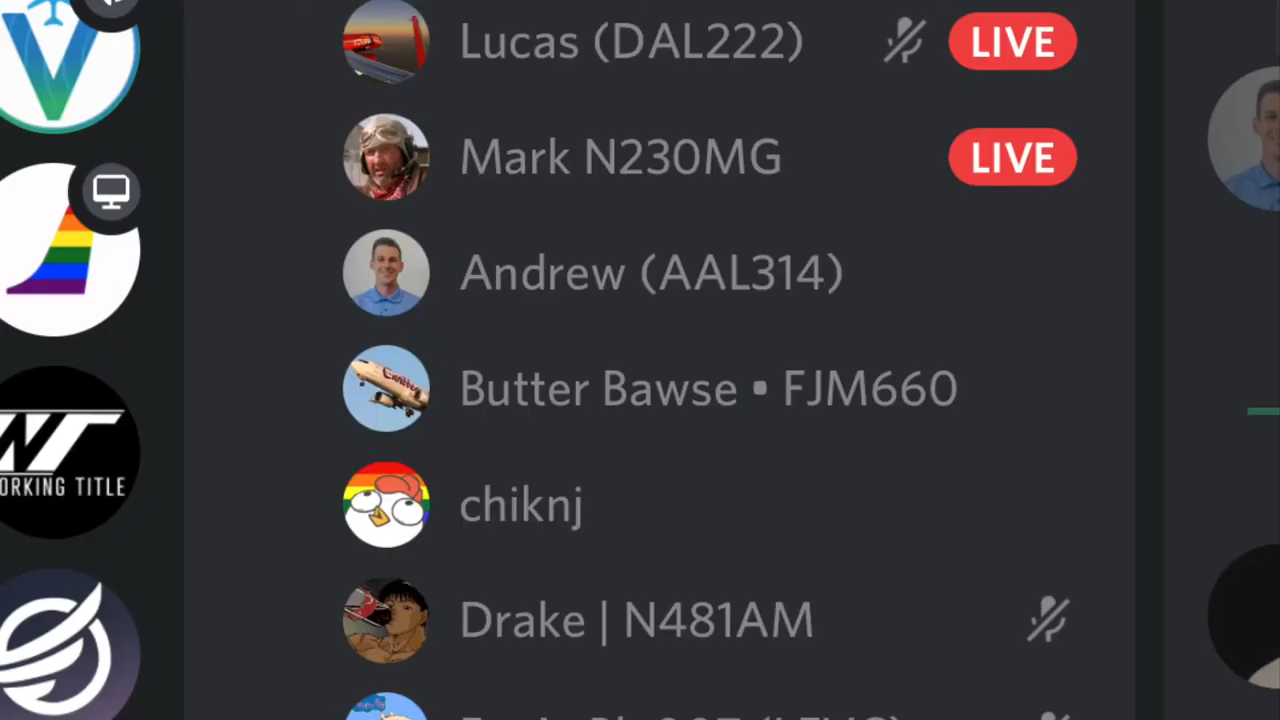 Lucas (DAL222)
LIVE
Mark N230MG
LIVE
Andrew (AAL314)
Butter Bawse • FJM660
chiknj
ORKING TITLE
Drake | N481AM